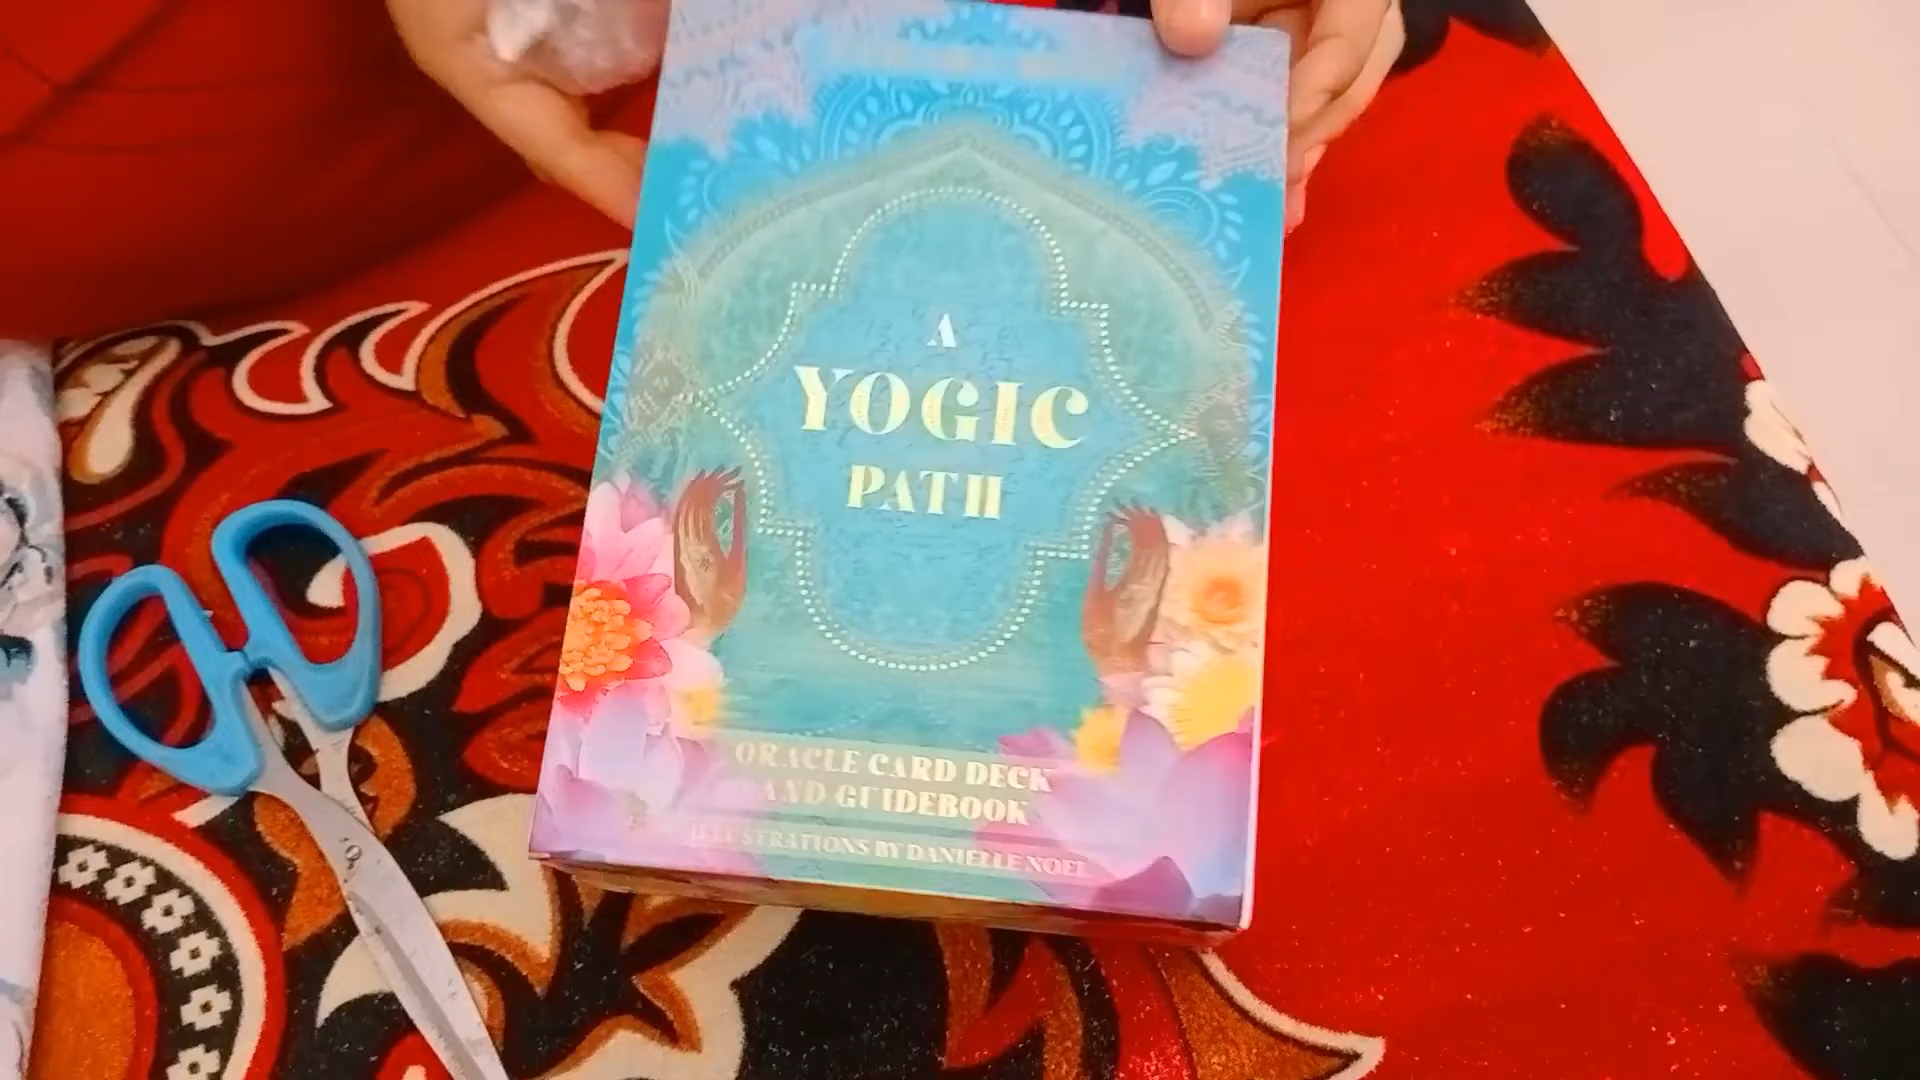 A
YOGIC
PATH
ORACLE CARD DECK
AND GUIDEBOOK
ILLUSTRATIONS BY DANIELLE NOEL